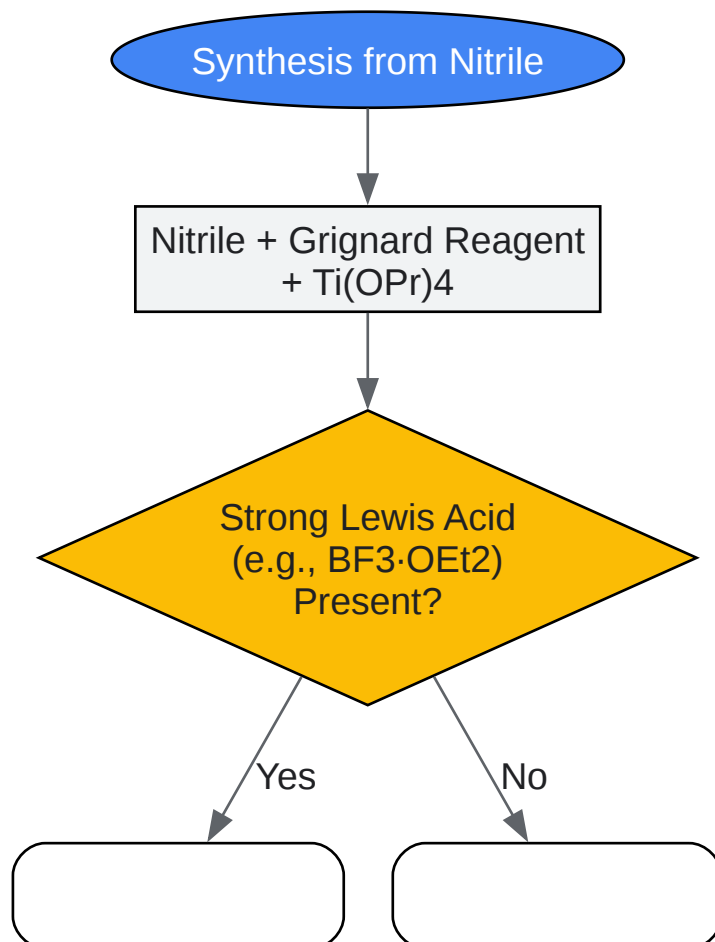 Synthesis from Nitrile
Nitrile + Grignard Reagent
+ Ti(OPr)4
Strong Lewis Acid
(e.g., BF3·OEt2)
Present?
Yes
No